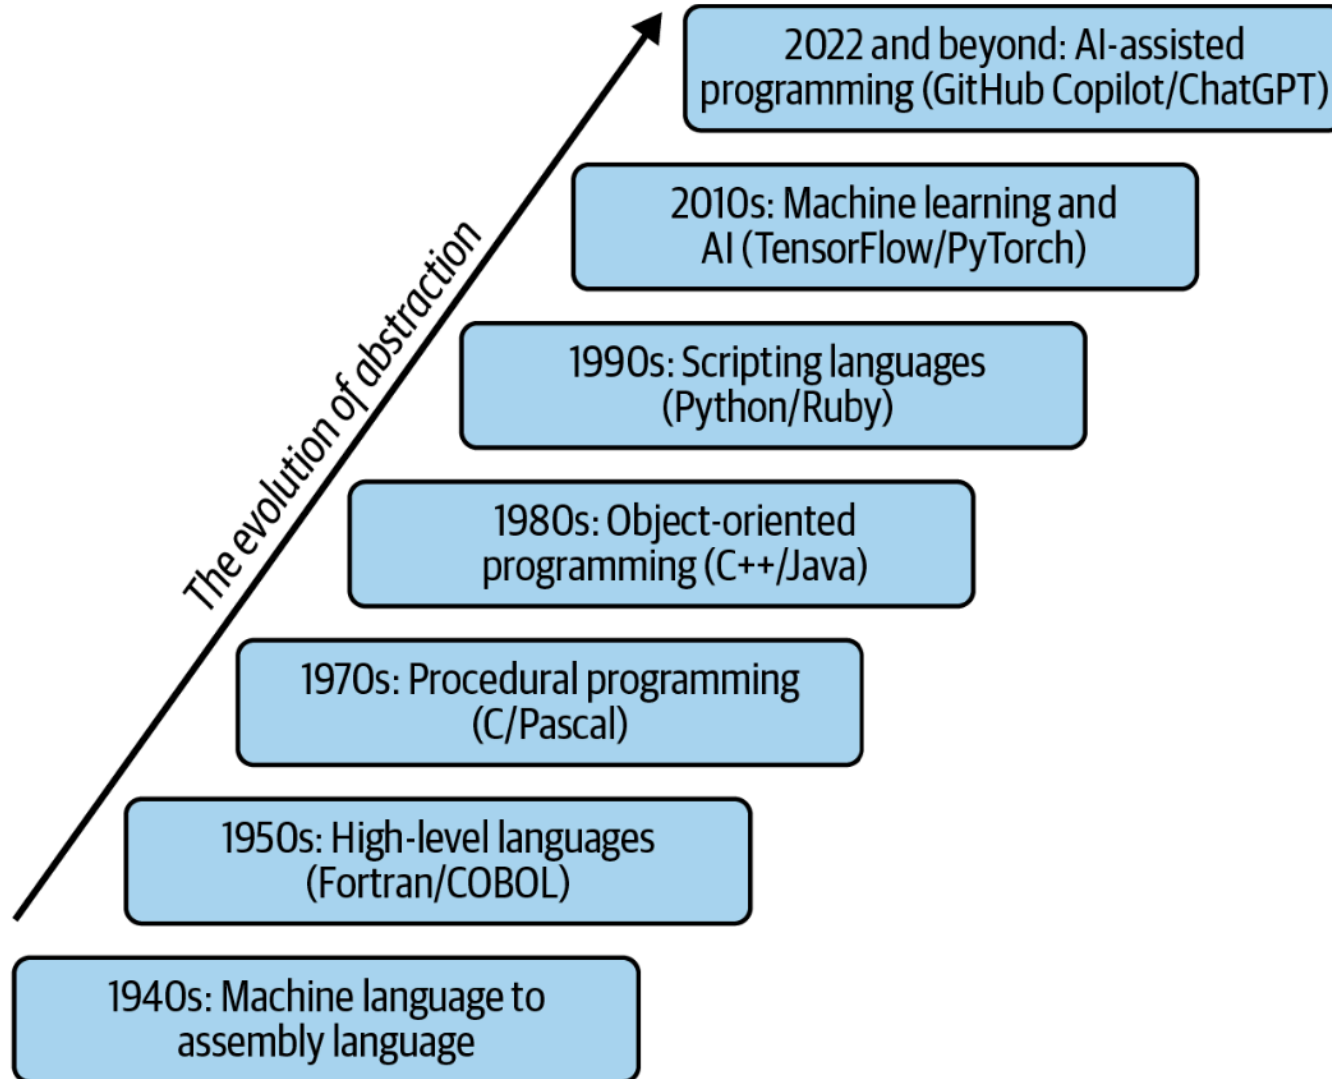 2022 and beyond: AI-assisted
programming (GitHub Copilot/ChatGPT)
2010s: Machine learning and
AI (TensorFlow/PyTorch)
The evolution of abstraction
1990s: Scripting languages
(Python/Ruby)
1980s: Object-oriented
programming (C++/Java)
1970s: Procedural programming
(C/Pascal)
1950s: High-level languages
(Fortran/COBOL)
1940s: Machine language to
assembly language